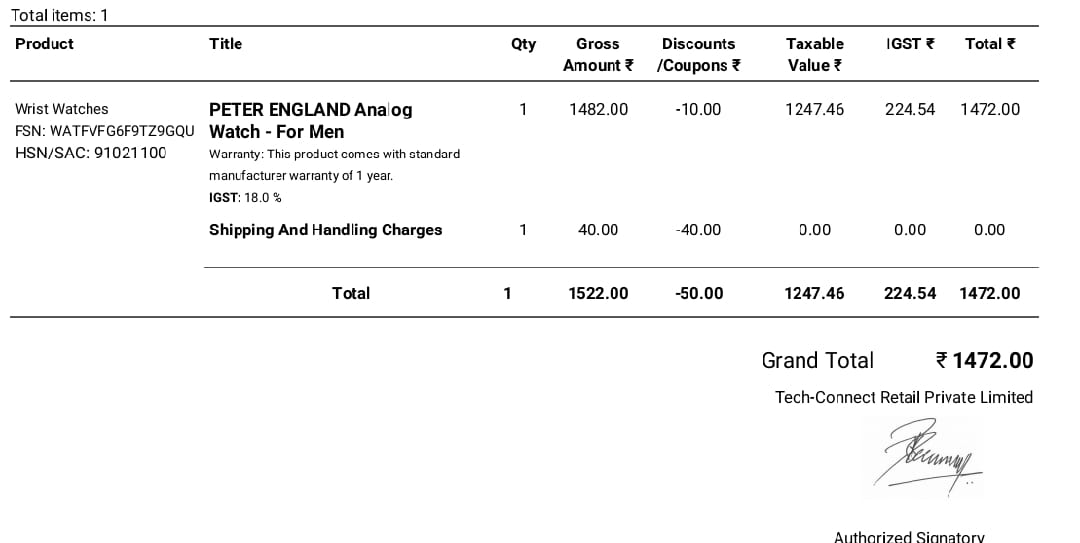 Total items: 1
Product Title Qty Gross Amount ₹ Discounts /Coupons ₹ Taxable Value ₹ IGST ₹ Total ₹
Wrist Watches PETER ENGLAND Analog 1 1482.00 -10.00 1247.46 224.54 1472.00
FSN: WATFVFG6F9TZ9GQU Watch - For Men
HSN/SAC: 91021100 Warranty: This product comes with standard
manufacturer warranty of 1 year.
IGST: 18.0 %
Shipping And Handling Charges 1 40.00 -40.00 0.00 0.00 0.00
Total 1 1522.00 -50.00 1247.46 224.54 1472.00
Grand Total ₹ 1472.00
Tech-Connect Retail Private Limited
Authorized Signatory